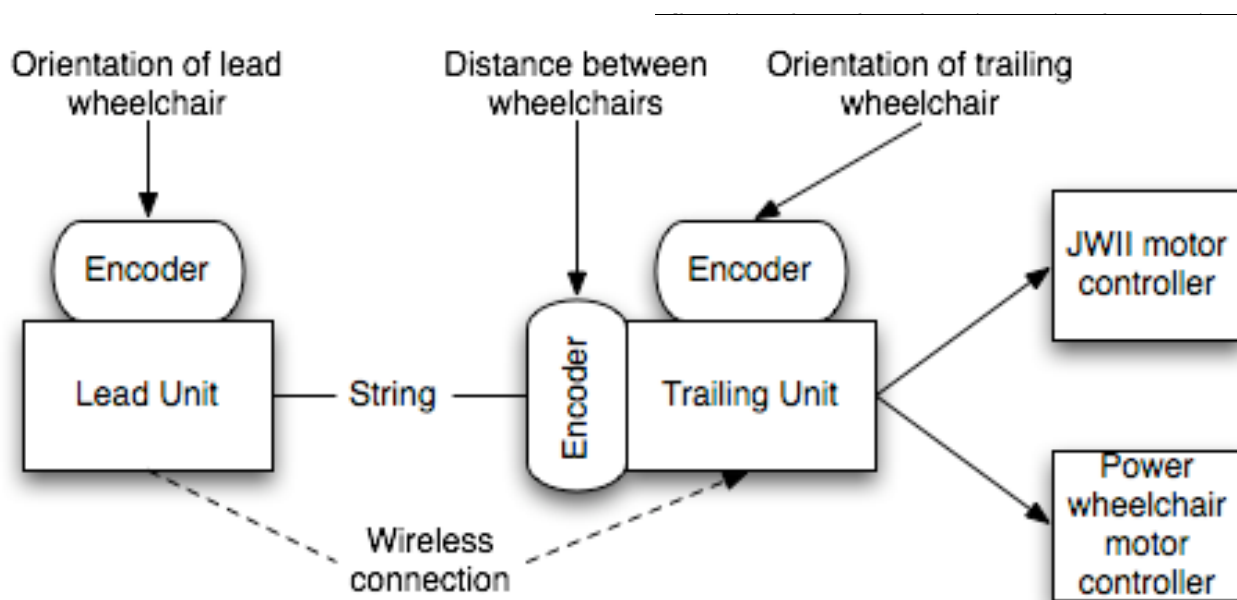 Orientation of lead
wheelchair
Distance between
wheelchairs
Orientation of trailing
wheelchair
Encoder
Encoder
JWII motor
controller
Lead Unit
String
Encoder
Trailing Unit
Power
wheelchair
motor
controller
Wireless
connection